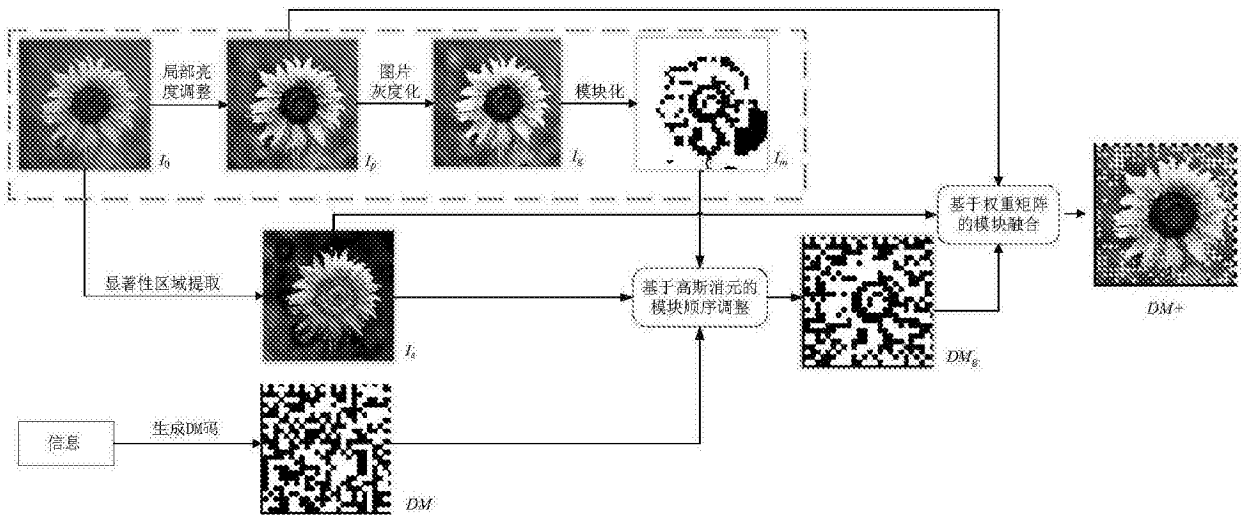 局部亮
度调整
图片
灰度化
模块化
I₀
Iₚ
I_g
Iₘ
基于权重矩阵
的模块融合
显著性区域提取
基于高斯消元的
模块顺序调整
Iₛ
DM_g
DM+
信息
生成DM码
DM